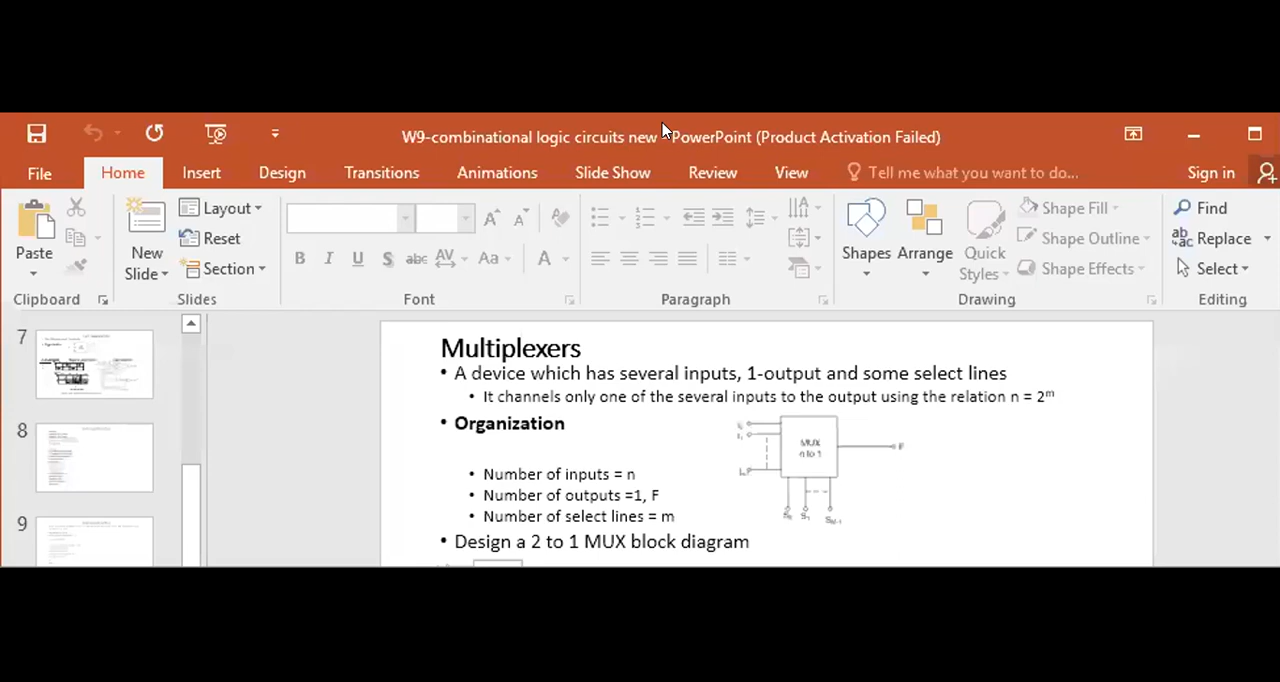 W9-combinational logic circuits new - PowerPoint (Product Activation Failed)
File Home Insert Design Transitions Animations Slide Show Review View Tell me what you want to do... Sign in
Paste
New Slide
Layout
Reset
Section
Shapes
Arrange
Quick Styles
Shape Fill
Shape Outline
Shape Effects
Find
Replace
Select
Clipboard Slides Font Paragraph Drawing Editing
7
8
9
Multiplexers
• A device which has several inputs, 1-output and some select lines
• It channels only one of the several inputs to the output using the relation n = 2ᵐ
• Organization
MUX
n to 1
F
• Number of inputs = n
• Number of outputs =1, F
• Number of select lines = m
S₀ S₁
• Design a 2 to 1 MUX block diagram